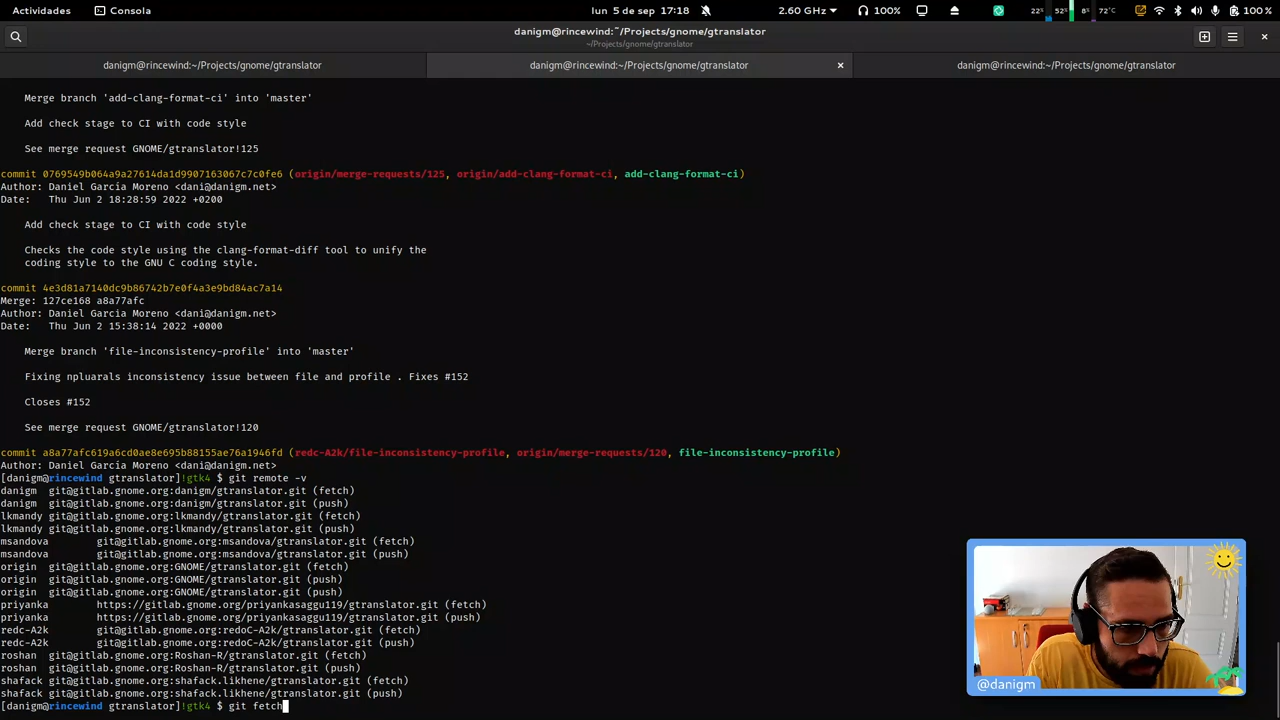 Actividades
Consola
lun 5 de sep 17:18
2.60 GHz
100%
22%
52%
8%
72°C
100 %
danigm@rincewind:~/Projects/gnome/gtranslator
~/Projects/gnome/gtranslator
danigm@rincewind:~/Projects/gnome/gtranslator
danigm@rincewind:~/Projects/gnome/gtranslator
danigm@rincewind:~/Projects/gnome/gtranslator
Merge branch 'add-clang-format-ci' into 'master'
Add check stage to CI with code style
See merge request GNOME/gtranslator!125
commit 0769549b064a9a27614da1d9907163067c7c0fe6 (origin/merge-requests/125, origin/add-clang-format-ci, add-clang-format-ci)
Author: Daniel García Moreno <dani@danigm.net>
Date:   Thu Jun 2 18:28:59 2022 +0200
Add check stage to CI with code style
Checks the code style using the clang-format-diff tool to unify the
coding style to the GNU C coding style.
commit 4e3d81a7140dc9b86742b7e0f4a3e9bd84ac7a14
Merge: 127ce168 a8a77afc
Author: Daniel Garcia Moreno <dani@danigm.net>
Date:   Thu Jun 2 15:38:14 2022 +0000
Merge branch 'file-inconsistency-profile' into 'master'
Fixing npluarals inconsistency issue between file and profile . Fixes #152
Closes #152
See merge request GNOME/gtranslator!120
commit a8a77afc619a6cd0ae8e695b88155ae76a1946fd (redc-A2k/file-inconsistency-profile, origin/merge-requests/120, file-inconsistency-profile)
Author: Daniel Garcia Moreno <dani@danigm.net>
[danigm@rincewind gtranslator]!gtk4 $ git remote -v
danigm  git@gitlab.gnome.org:danigm/gtranslator.git (fetch)
danigm  git@gitlab.gnome.org:danigm/gtranslator.git (push)
lkmandy git@gitlab.gnome.org:lkmandy/gtranslator.git (fetch)
lkmandy git@gitlab.gnome.org:lkmandy/gtranslator.git (push)
msandova        git@gitlab.gnome.org:msandova/gtranslator.git (fetch)
msandova        git@gitlab.gnome.org:msandova/gtranslator.git (push)
origin  git@gitlab.gnome.org:GNOME/gtranslator.git (fetch)
origin  git@gitlab.gnome.org:GNOME/gtranslator.git (push)
origin  git@gitlab.gnome.org:GNOME/gtranslator.git (push)
priyanka        https://gitlab.gnome.org/priyankasaggu119/gtranslator.git (fetch)
priyanka        https://gitlab.gnome.org/priyankasaggu119/gtranslator.git (push)
redc-A2k        git@gitlab.gnome.org:redoC-A2k/gtranslator.git (fetch)
redc-A2k        git@gitlab.gnome.org:redoC-A2k/gtranslator.git (push)
roshan  git@gitlab.gnome.org:Roshan-R/gtranslator.git (fetch)
roshan  git@gitlab.gnome.org:Roshan-R/gtranslator.git (push)
shafack git@gitlab.gnome.org:shafack.likhene/gtranslator.git (fetch)
shafack git@gitlab.gnome.org:shafack.likhene/gtranslator.git (push)
[danigm@rincewind gtranslator]!gtk4 $ git fetch
@danigm